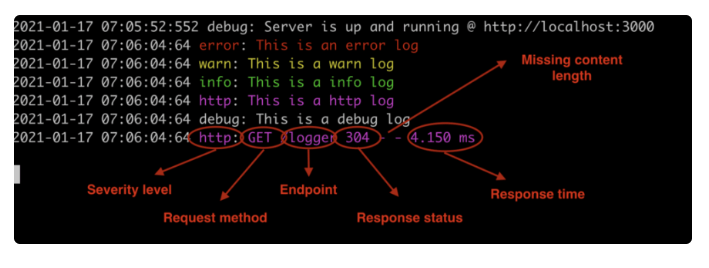 2021-01-17 07:05:52:552 debug: Server is up and running @ http://localhost:3000
2021-01-17 07:06:04:64 error: This is an error log
2021-01-17 07:06:04:64 warn: This is a warn log
2021-01-17 07:06:04:64 info: This is a info log
2021-01-17 07:06:04:64 http: This is a http log
2021-01-17 07:06:04:64 debug: This is a debug log
2021-01-17 07:06:04:64 http: GET logger 304 - - 4.150 ms
Missing content
length
Severity level
Endpoint
Response time
Request method
Response status